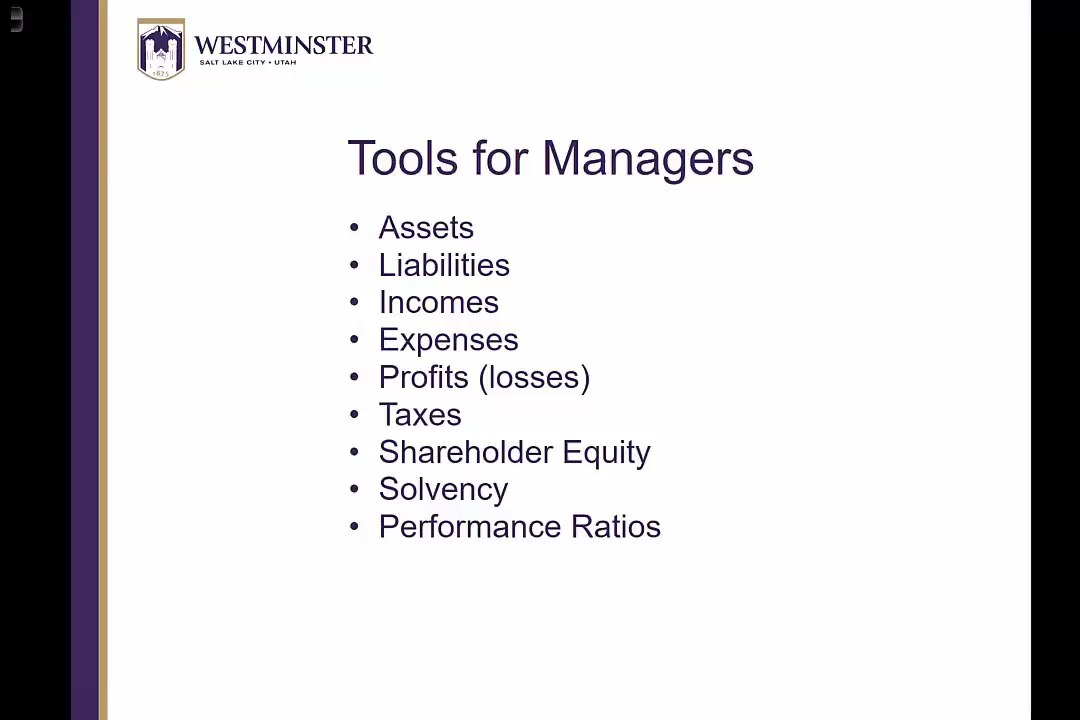 WESTMINSTER
SALT LAKE CITY • UTAH
1875
Tools for Managers
• Assets
• Liabilities
• Incomes
• Expenses
• Profits (losses)
• Taxes
• Shareholder Equity
• Solvency
• Performance Ratios